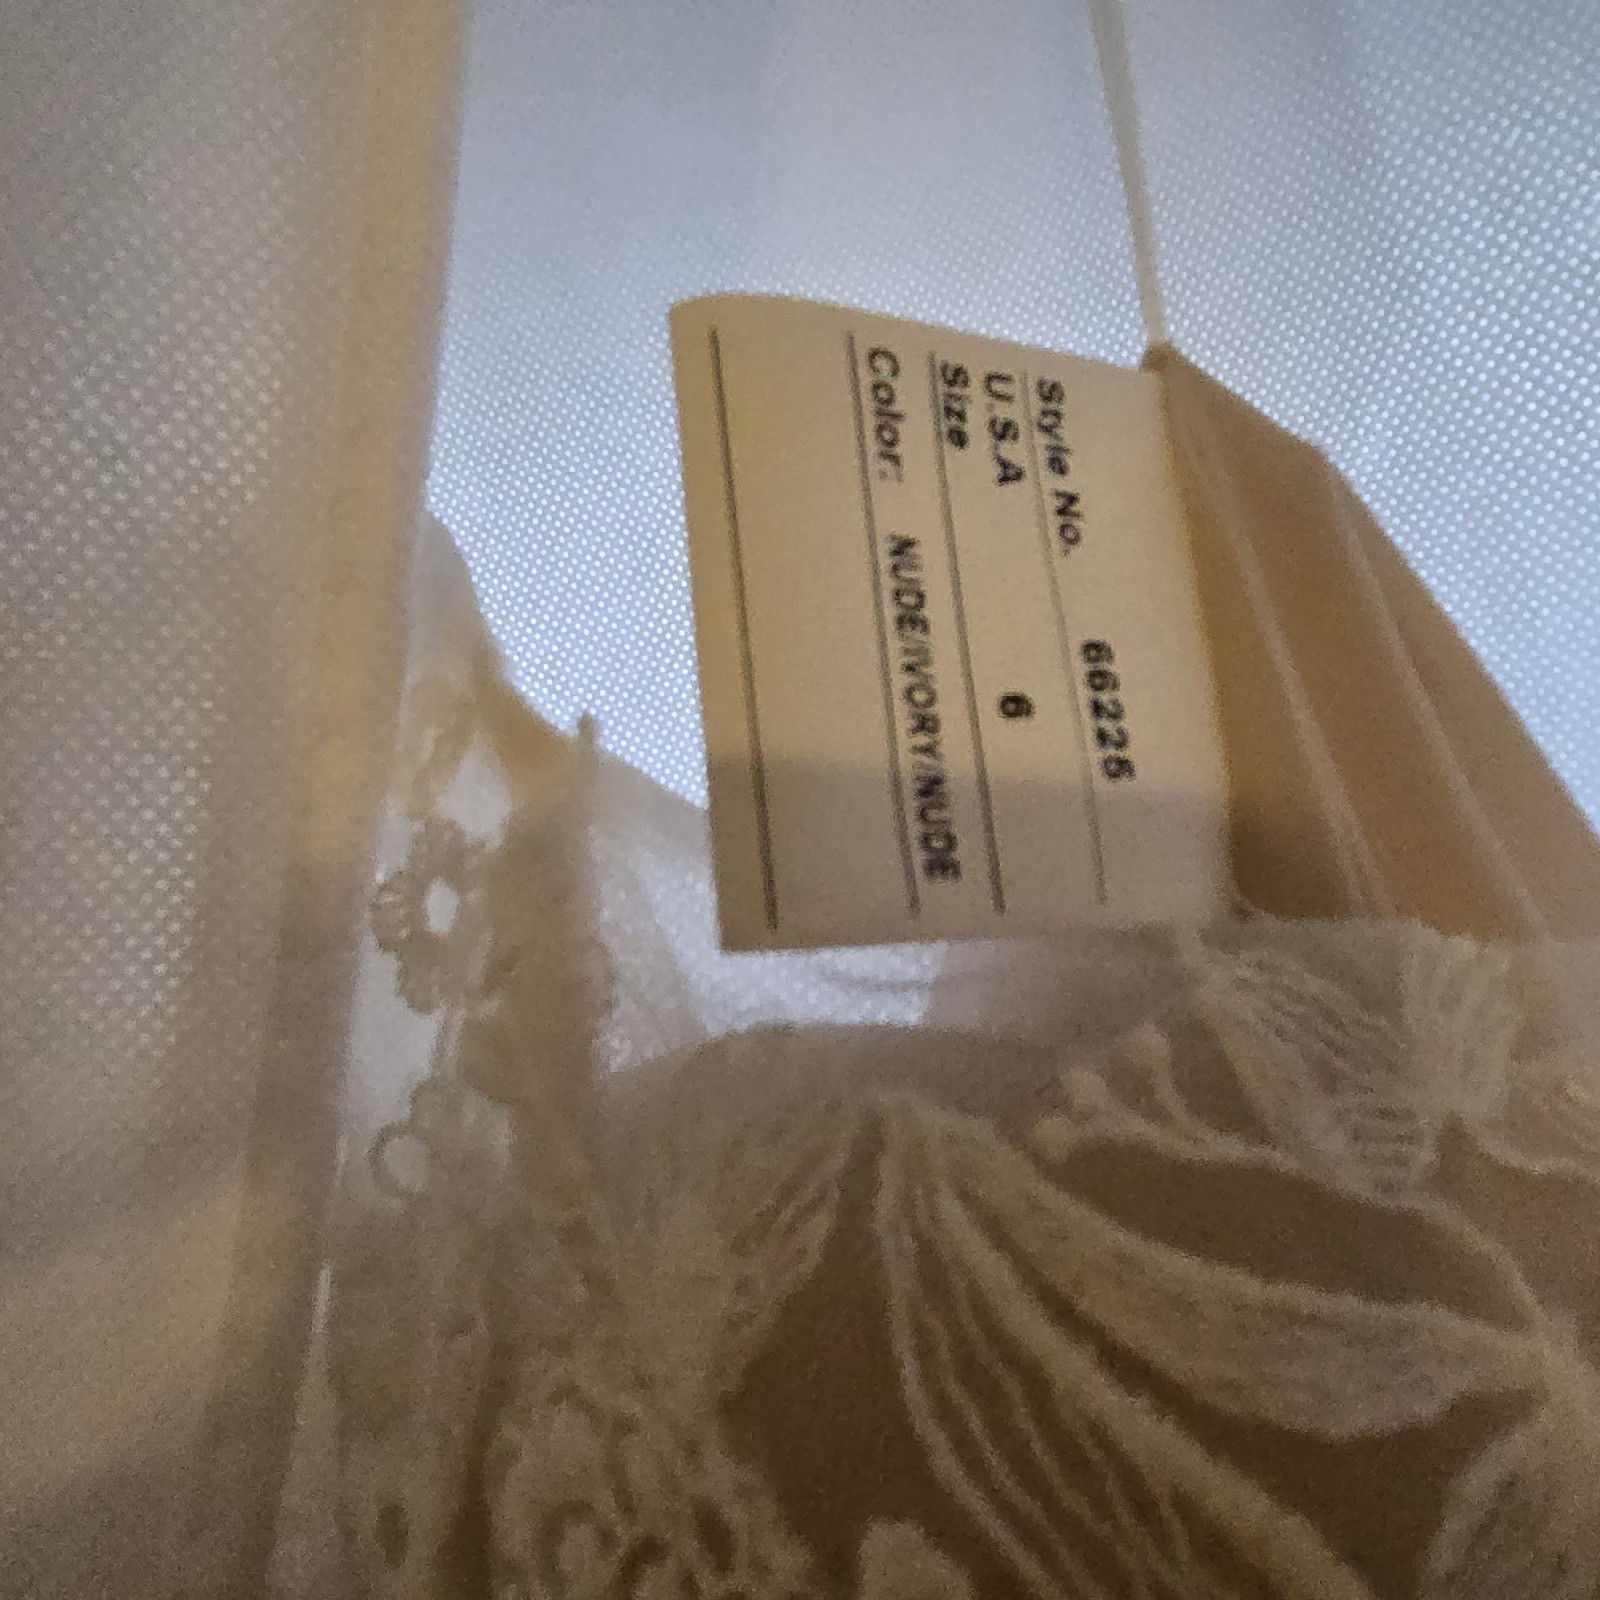 Style No. 66225
U.S.A
Size 6
Color: NUDE/IVORY/NUDE